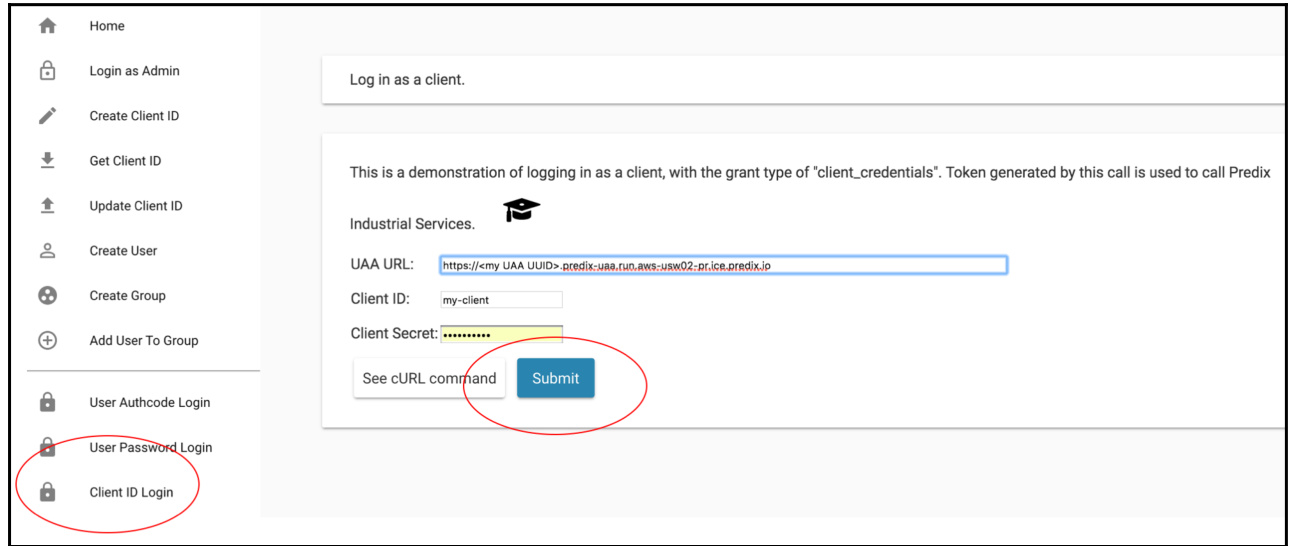 Home
Login as Admin
Create Client ID
Get Client ID
Update Client ID
Create User
Create Group
Add User To Group
User Authcode Login
User Password Login
Client ID Login
Log in as a client.
This is a demonstration of logging in as a client, with the grant type of "client_credentials". Token generated by this call is used to call Predix
Industrial Services.
UAA URL: https://<my UAA UUID>.predix-uaa.run.aws-usw02-pr.ice.predix.io
Client ID: my-client
Client Secret: ••••••••••
See cURL command Submit